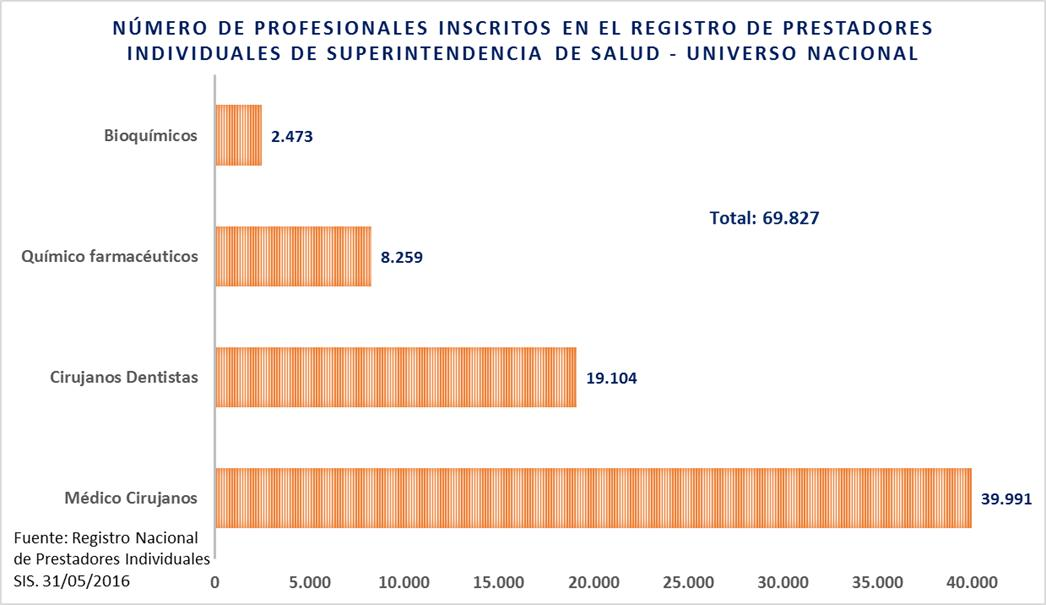 NÚMERO DE PROFESIONALES INSCRITOS EN EL REGISTRO DE PRESTADORES
INDIVIDUALES DE SUPERINTENDENCIA DE SALUD - UNIVERSO NACIONAL
Bioquímicos
2.473
Total: 69.827
Químico farmacéuticos
8.259
Cirujanos Dentistas
19.104
Médico Cirujanos
39.991
Fuente: Registro Nacional
de Prestadores Individuales
SIS. 31/05/2016
0 5.000 10.000 15.000 20.000 25.000 30.000 35.000 40.000